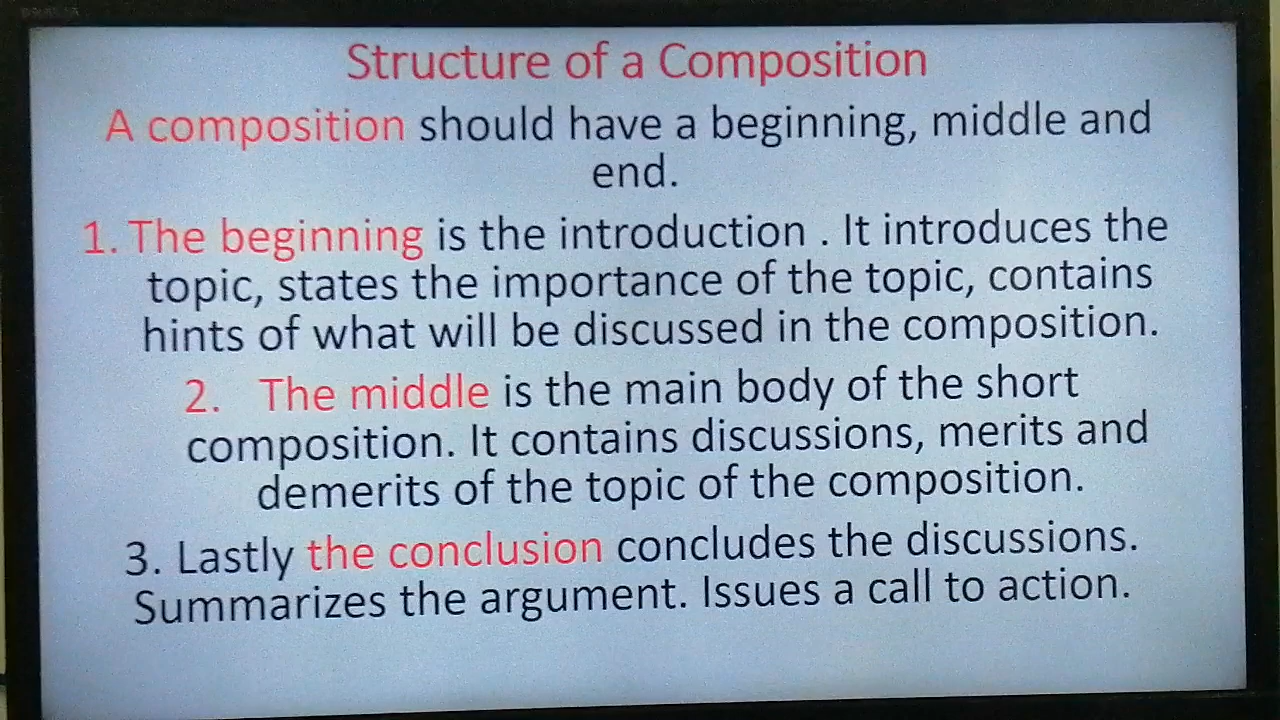 Structure of a Composition
A composition should have a beginning, middle and
end.
1. The beginning is the introduction . It introduces the
topic, states the importance of the topic, contains
hints of what will be discussed in the composition.
2. The middle is the main body of the short
composition. It contains discussions, merits and
demerits of the topic of the composition.
3. Lastly the conclusion concludes the discussions.
Summarizes the argument. Issues a call to action.